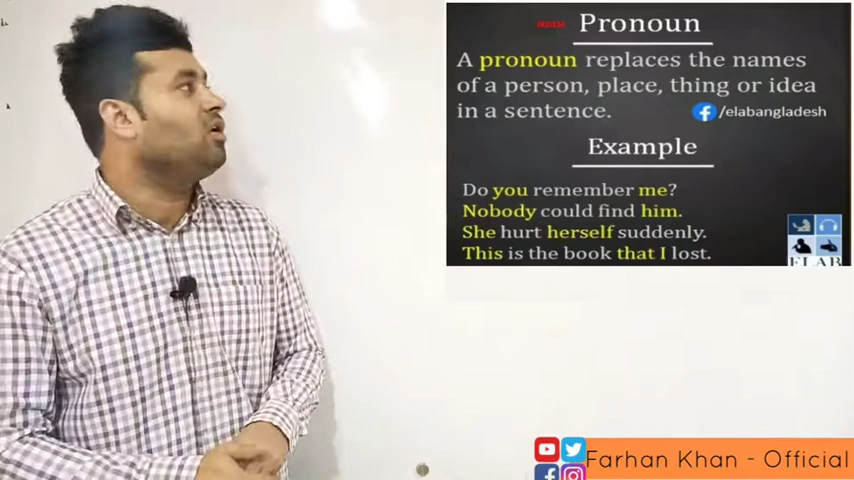 Pronoun
A pronoun replaces the names
of a person, place, thing or idea
in a sentence.
/elabangladesh
Example
Do you remember me?
Nobody could find him.
She hurt herself suddenly.
This is the book that I lost.
ELAB
Farhan Khan - Official